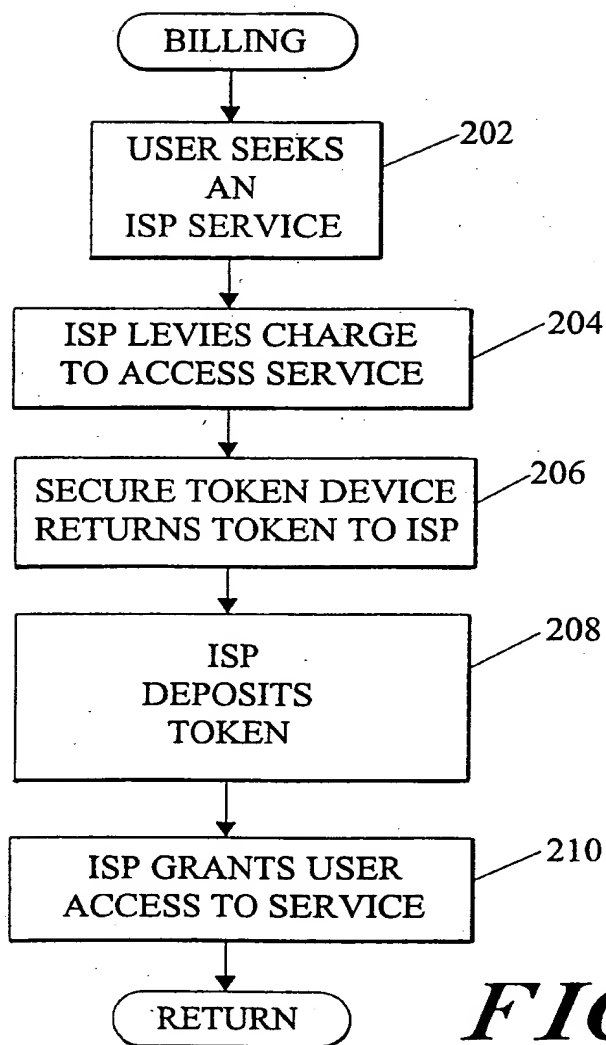 BILLING
USER SEEKS
AN
ISP SERVICE
202
ISP LEVIES CHARGE
TO ACCESS SERVICE
204
SECURE TOKEN DEVICE
RETURNS TOKEN TO ISP
206
ISP
DEPOSITS
TOKEN
208
ISP GRANTS USER
ACCESS TO SERVICE
210
RETURN